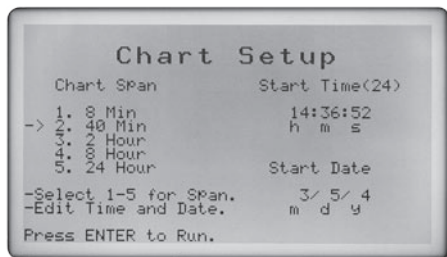 Chart Setup
Chart Span Start Time(24)
1. 8 Min 14:36:52
-> 2. 40 Min h m s
3. 2 Hour
4. 8 Hour
5. 24 Hour Start Date
-Select 1-5 for Span. 3/ 5/ 4
-Edit Time and Date. m d y
Press ENTER to Run.